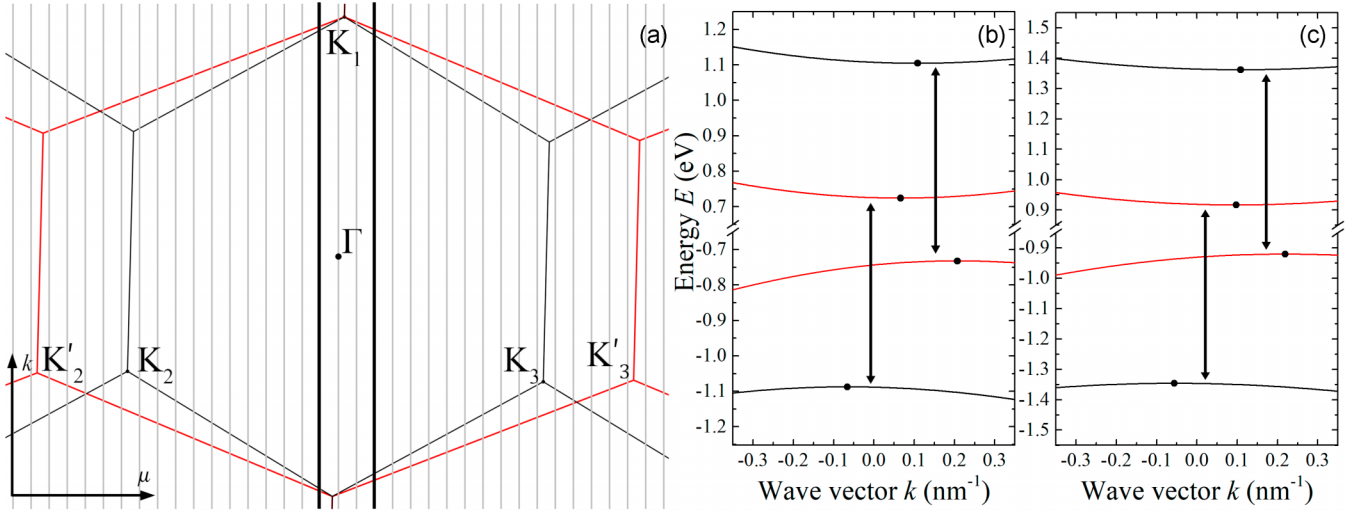 (a)
K1
Γ
K'2
K2
K3
K'3
k
μ
(b)
Energy E (eV)
1.2
1.1
1.0
0.9
0.8
0.7
-0.7
-0.8
-0.9
-1.0
-1.1
-1.2
-0.3 -0.2 -0.1 0.0 0.1 0.2 0.3
Wave vector k (nm-1)
(c)
1.5
1.4
1.3
1.2
1.1
1.0
0.9
-0.9
-1.0
-1.1
-1.2
-1.3
-1.4
-1.5
-0.3 -0.2 -0.1 0.0 0.1 0.2 0.3
Wave vector k (nm-1)